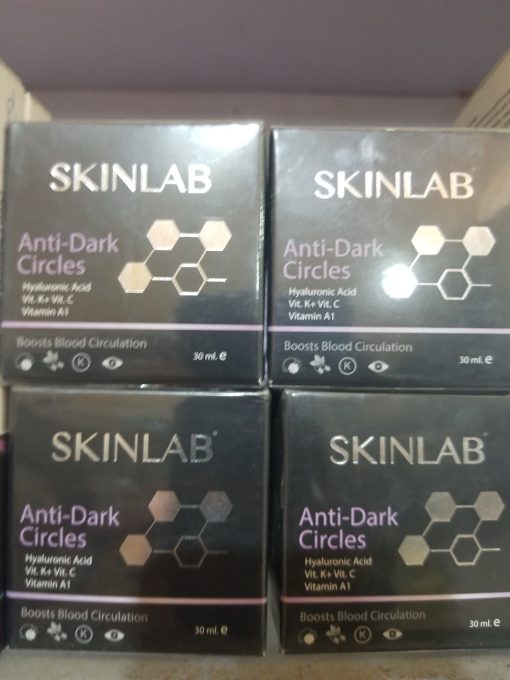 SKINLAB
Anti-Dark
Circles
Hyaluronic Acid
Vit. K+ Vit. C
Vitamin A1
Boosts Blood Circulation
K
30 ml. e
SKINLAB
Anti-Dark
Circles
Hyaluronic Acid
Vit. K+ Vit. C
Vitamin A1
Boosts Blood Circulation
K
30 ml. e
SKINLAB
Anti-Dark
Circles
Hyaluronic Acid
Vit. K+ Vit. C
Vitamin A1
Boosts Blood Circulation
K
30 ml. e
SKINLAB
Anti-Dark
Circles
Hyaluronic Acid
Vit. K+ Vit. C
Vitamin A1
Boosts Blood Circulation
K
30 ml. e